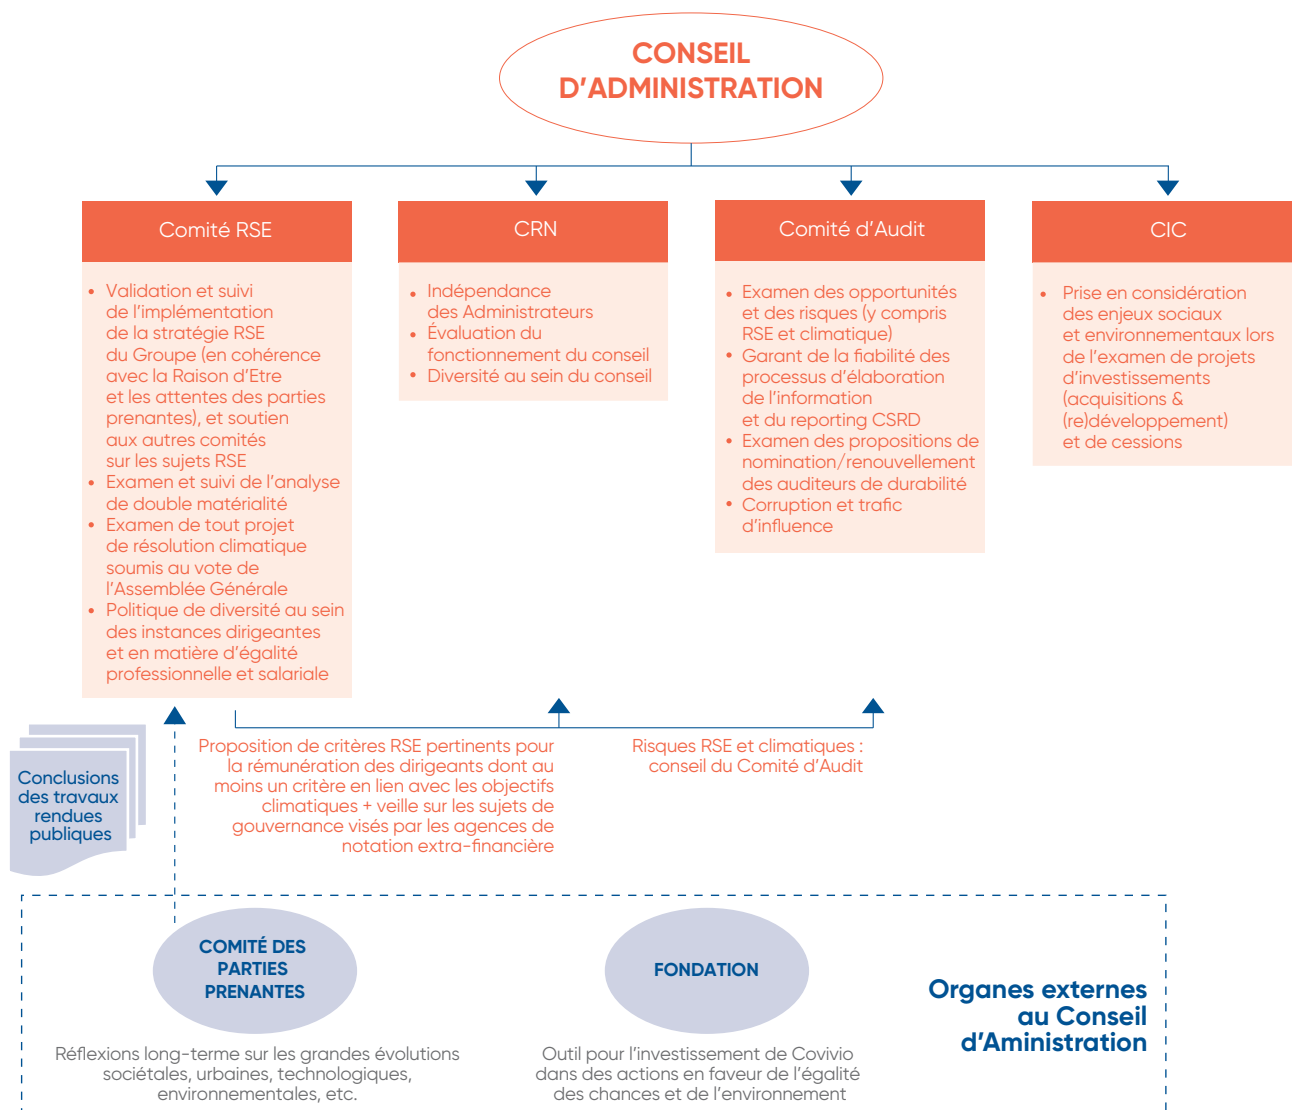 CONSEIL
D'ADMINISTRATION
Comité RSE
• Validation et suivi
de l'implémentation
de la stratégie RSE
du Groupe (en cohérence
avec la Raison d'Etre
et les attentes des parties
prenantes), et soutien
aux autres comités
sur les sujets RSE
• Examen et suivi de l'analyse
de double matérialité
• Examen de tout projet
de résolution climatique
soumis au vote de
l'Assemblée Générale
• Politique de diversité au sein
des instances dirigeantes
et en matière d'égalité
professionnelle et salariale
CRN
• Indépendance
des Administrateurs
• Évaluation du
fonctionnement du conseil
• Diversité au sein du conseil
Comité d'Audit
• Examen des opportunités
et des risques (y compris
RSE et climatique)
• Garant de la fiabilité des
processus d'élaboration
de l'information
et du reporting CSRD
• Examen des propositions de
nomination/renouvellement
des auditeurs de durabilité
• Corruption et trafic
d'influence
CIC
• Prise en considération
des enjeux sociaux
et environnementaux lors
de l'examen de projets
d'investissements
(acquisitions &
(re)développement)
et de cessions
Conclusions
des travaux
rendues
publiques
Proposition de critères RSE pertinents pour
la rémunération des dirigeants dont au
moins un critère en lien avec les objectifs
climatiques + veille sur les sujets de
gouvernance visés par les agences de
notation extra-financière
Risques RSE et climatiques :
conseil du Comité d'Audit
COMITÉ DES
PARTIES
PRENANTES
Réflexions long-terme sur les grandes évolutions
sociétales, urbaines, technologiques,
environnementales, etc.
FONDATION
Outil pour l'investissement de Covivio
dans des actions en faveur de l'égalité
des chances et de l'environnement
Organes externes
au Conseil
d'Aministration